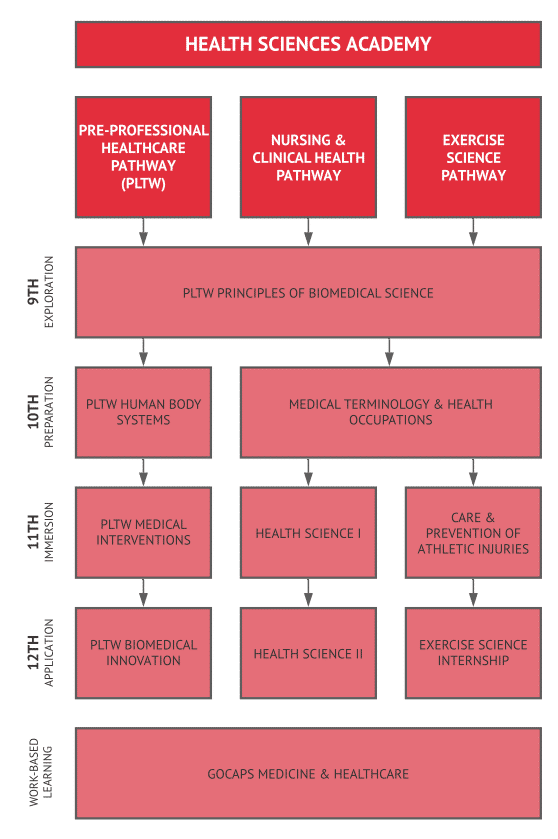 HEALTH SCIENCES ACADEMY
PRE-PROFESSIONAL
HEALTHCARE
PATHWAY
(PLTW)
NURSING &
CLINICAL HEALTH
PATHWAY
EXERCISE
SCIENCE
PATHWAY
9TH
EXPLORATION
PLTW PRINCIPLES OF BIOMEDICAL SCIENCE
10TH
PREPARATION
PLTW HUMAN BODY
SYSTEMS
MEDICAL TERMINOLOGY & HEALTH
OCCUPATIONS
11TH
IMMERSION
PLTW MEDICAL
INTERVENTIONS
HEALTH SCIENCE I
CARE &
PREVENTION OF
ATHLETIC INJURIES
12TH
APPLICATION
PLTW BIOMEDICAL
INNOVATION
HEALTH SCIENCE II
EXERCISE SCIENCE
INTERNSHIP
WORK-BASED
LEARNING
GOCAPS MEDICINE & HEALTHCARE